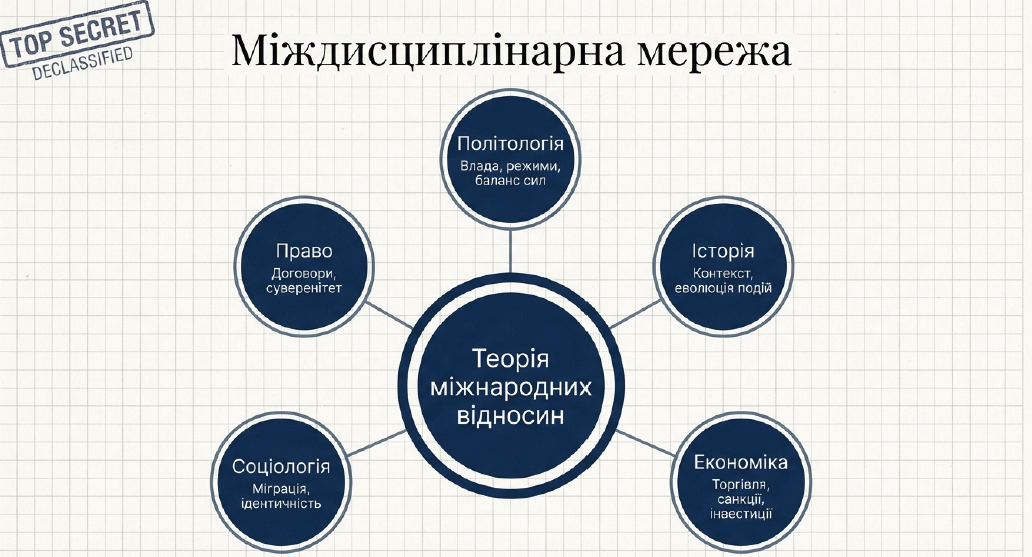 TOP SECRET
DECLASSIFIED
Міждисциплінарна мережа
Політологія
Влада, режими,
баланс сил
Право
Договори,
суверенітет
Історія
Контекст,
еволюція подій
Теорія
міжнародних
відносин
Соціологія
Міграція,
ідентичність
Економіка
Торгівля,
санкції,
інвестиції